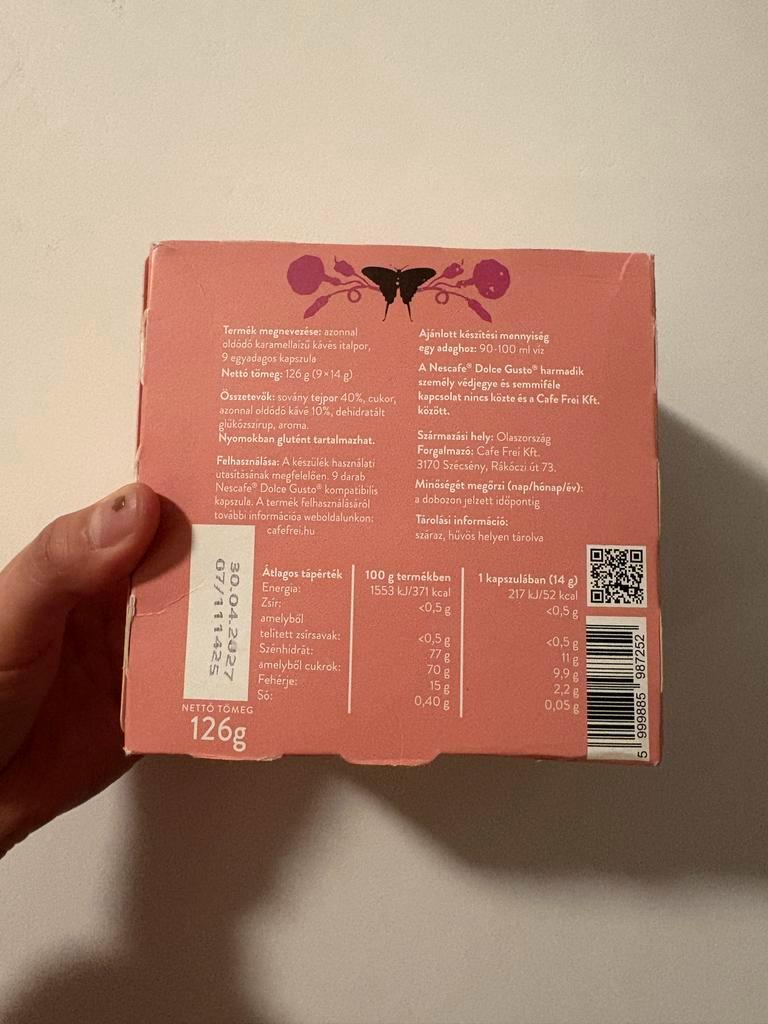 Termék megnevezése: azonnal
oldódó karamellaízű kávés italpor,
9 egyadagos kapszula
Nettó tömeg: 126 g (9×14 g)
Összetevők: sovány tejpor 40%, cukor,
azonnal oldódó kávé 10%, dehidratált
glükózszirup, aroma.
Nyomokban glutént tartalmazhat.
Felhasználása: A készülék használati
utasításának megfelelően. 9 darab
Nescafe® Dolce Gusto® kompatibilis
kapszula. A termék felhasználásáról
további információa weboldalunkon:
cafefrei.hu
Ajánlott készítési mennyiség
egy adaghoz: 90-100 ml víz
A Nescafe® Dolce Gusto® harmadik
személy védjegye és semmiféle
kapcsolat nincs közte és a Cafe Frei Kft.
között.
Származási hely: Olaszország
Forgalmazó: Cafe Frei Kft.
3170 Szécsény, Rákóczi út 73.
Minőségét megőrzi (nap/hónap/év):
a dobozon jelzett időpontig
Tárolási információ:
száraz, hűvös helyen tárolva
30.04.2027
07/111425
NETTÓ TÖMEG
126g
Átlagos tápérték 100 g termékben 1 kapszulában (14 g)
Energia: 1553 kJ/371 kcal 217 kJ/52 kcal
Zsír: <0,5 g <0,5 g
amelyből
telített zsírsavak: <0,5 g <0,5 g
Szénhidrát: 77 g 11 g
amelyből cukrok: 70 g 9,9 g
Fehérje: 15 g 2,2 g
Só: 0,40 g 0,05 g
5 999885 987252